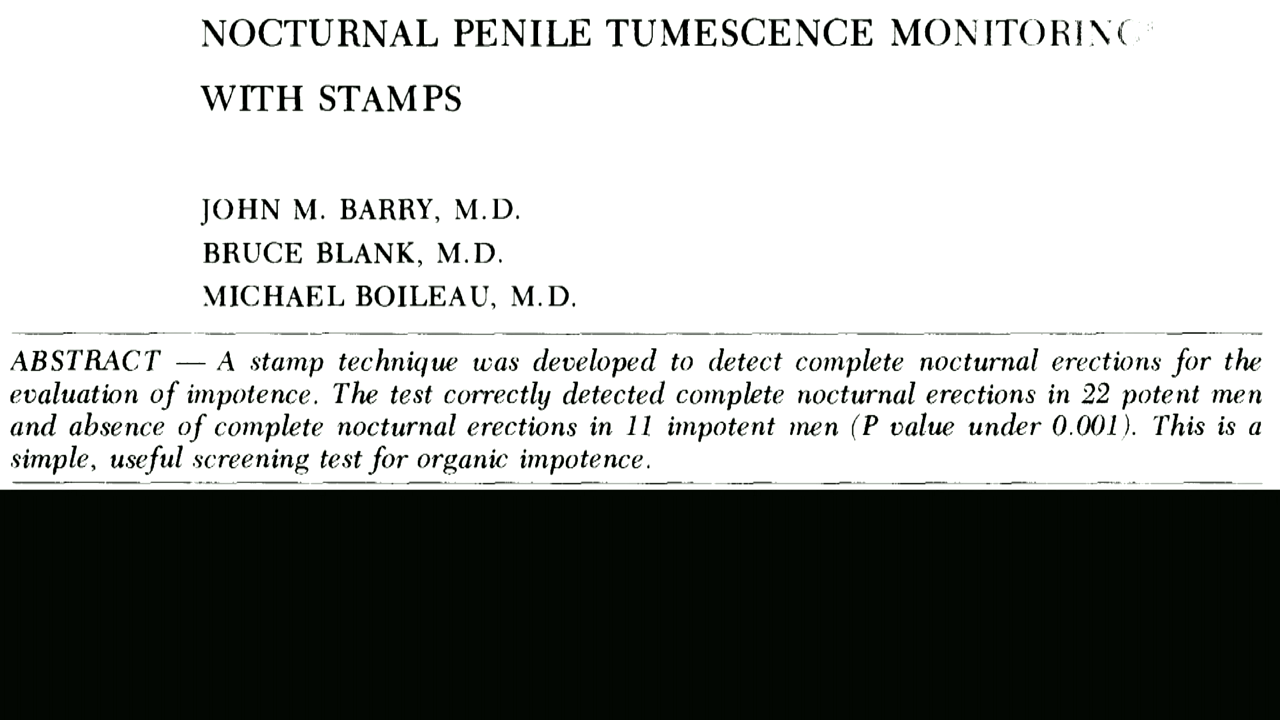 NOCTURNAL PENILE TUMESCENCE MONITORING*
WITH STAMPS
JOHN M. BARRY, M.D.
BRUCE BLANK, M.D.
MICHAEL BOILEAU, M.D.
ABSTRACT — A stamp technique was developed to detect complete nocturnal erections for the
evaluation of impotence. The test correctly detected complete nocturnal erections in 22 potent men
and absence of complete nocturnal erections in 11 impotent men (P value under 0.001). This is a
simple, useful screening test for organic impotence.